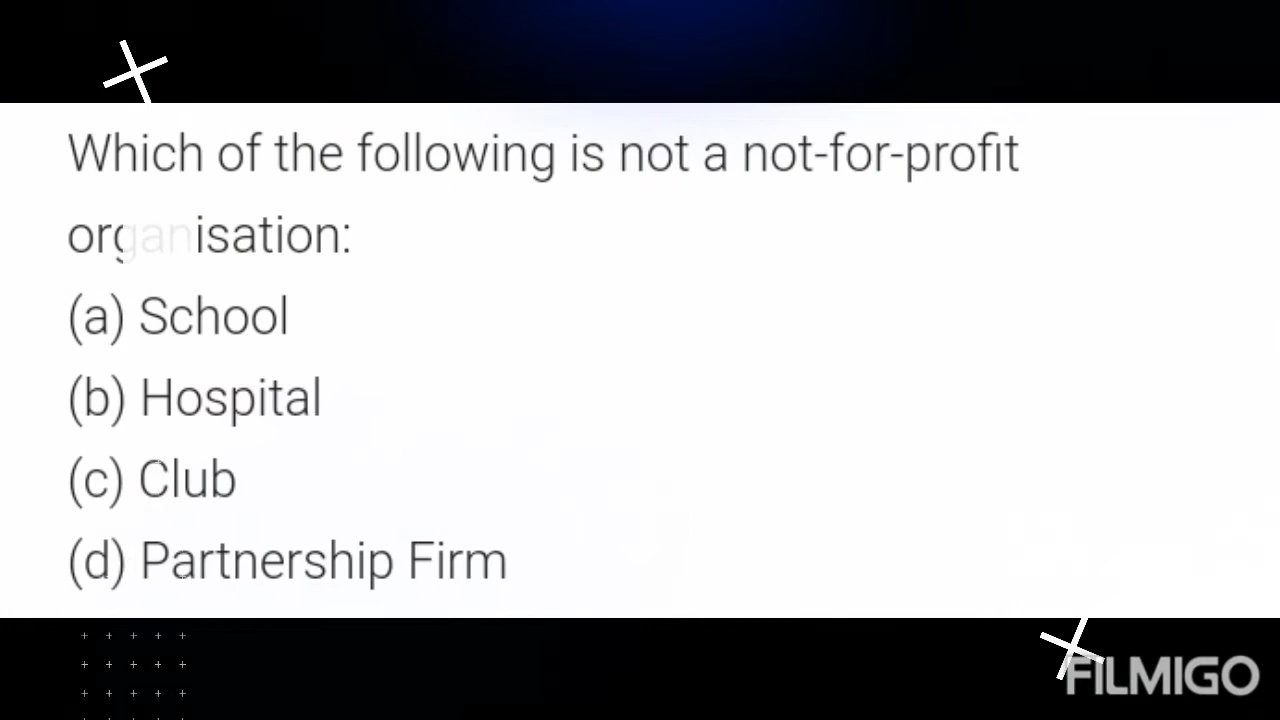 Which of the following is not a not-for-profit
organisation:
(a) School
(b) Hospital
(c) Club
(d) Partnership Firm
FILMIGO